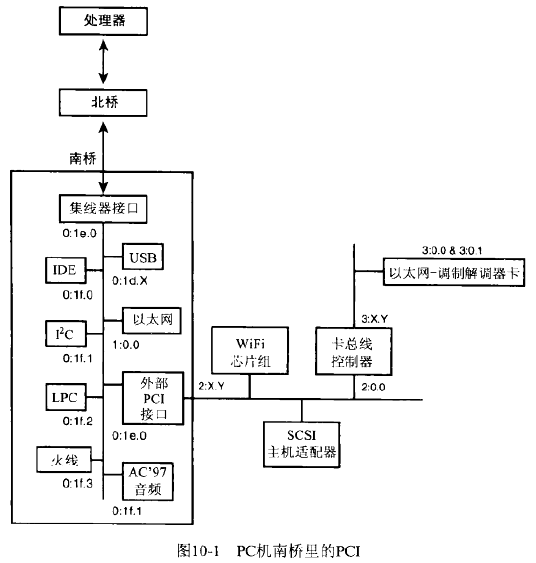 处理器
北桥
南桥
集线器接口
0:1e.0
USB
0:1d.X
IDE
0:1f.0
以太网
1:0.0
I²C
0:1f.1
外部
PCI
接口
0:1e.0
LPC
0:1f.2
火线
0:1f.3
AC'97
音频
0:1f.1
2:X.Y
WiFi
芯片组
SCSI
主机适配器
3:0.0 & 3:0.1
以太网-调制解调器卡
3:X.Y
卡总线
控制器
2:0.0
图10-1 PC机南桥里的PCI